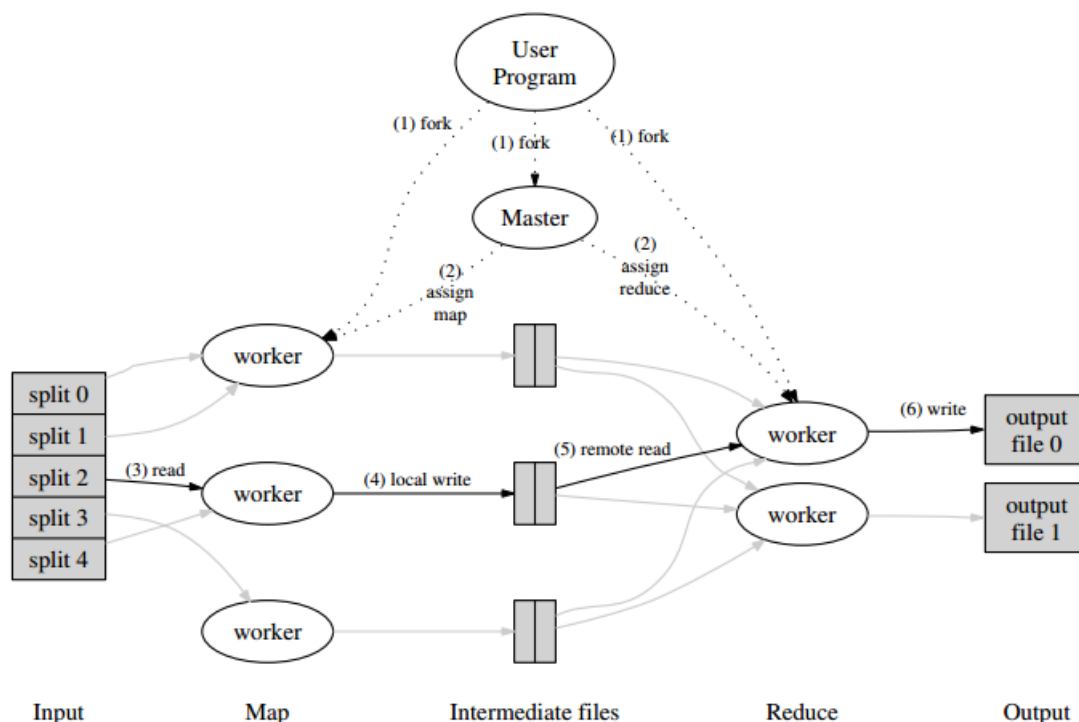 User
Program
(1) fork
(1) fork
(1) fork
Master
(2)
assign
map
(2)
assign
reduce
worker
split 0
split 1
split 2
split 3
split 4
(3) read
worker
(4) local write
(5) remote read
worker
(6) write
output
file 0
worker
output
file 1
worker
Input
Map
Intermediate files
Reduce
Output